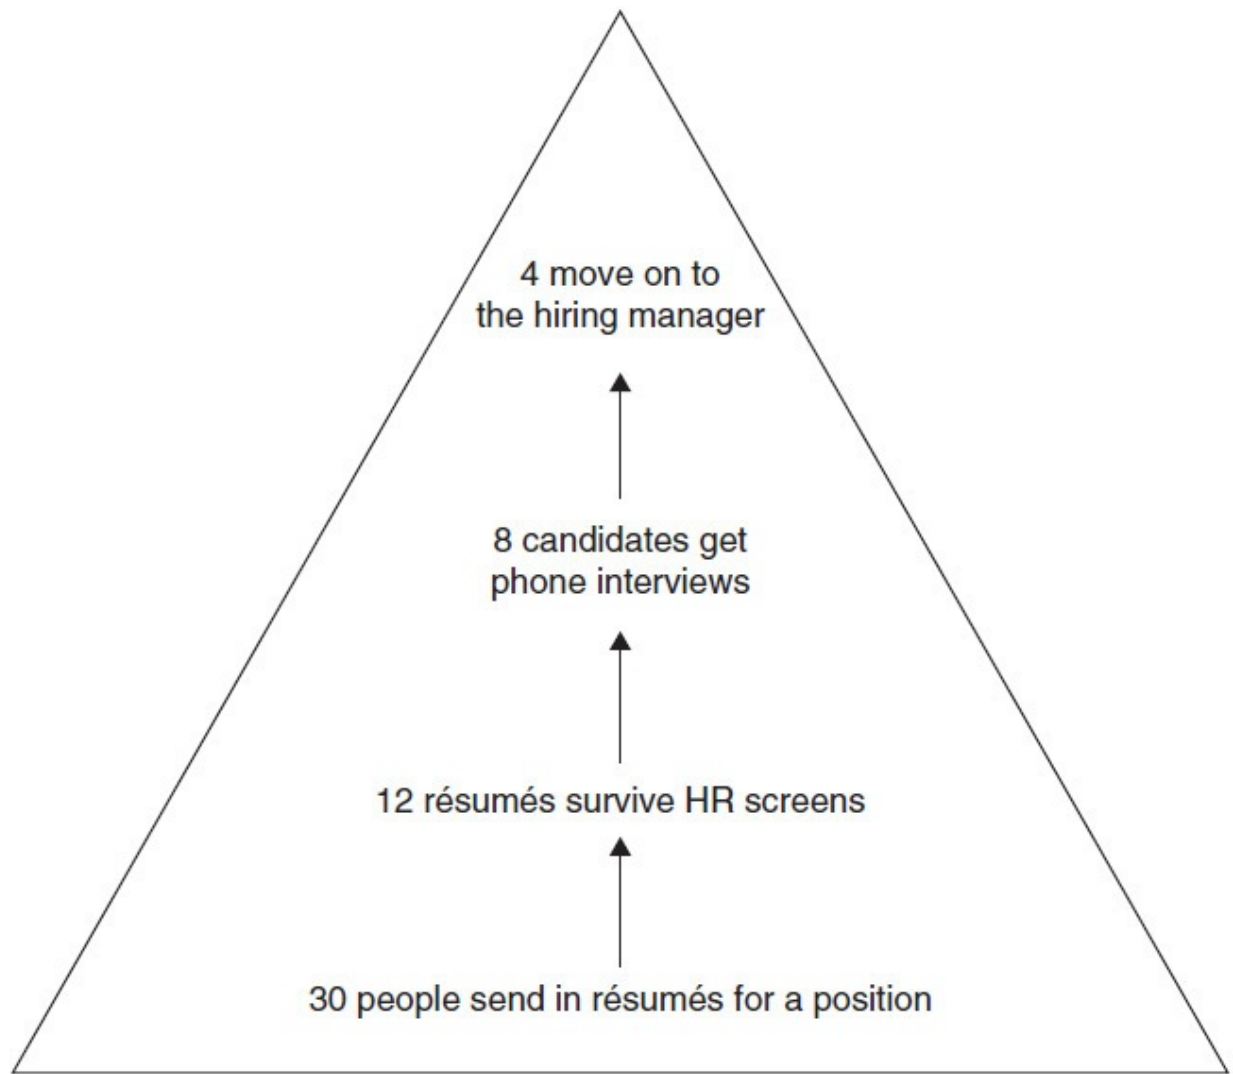 4 move on to
the hiring manager
8 candidates get
phone interviews
12 résumés survive HR screens
30 people send in résumés for a position